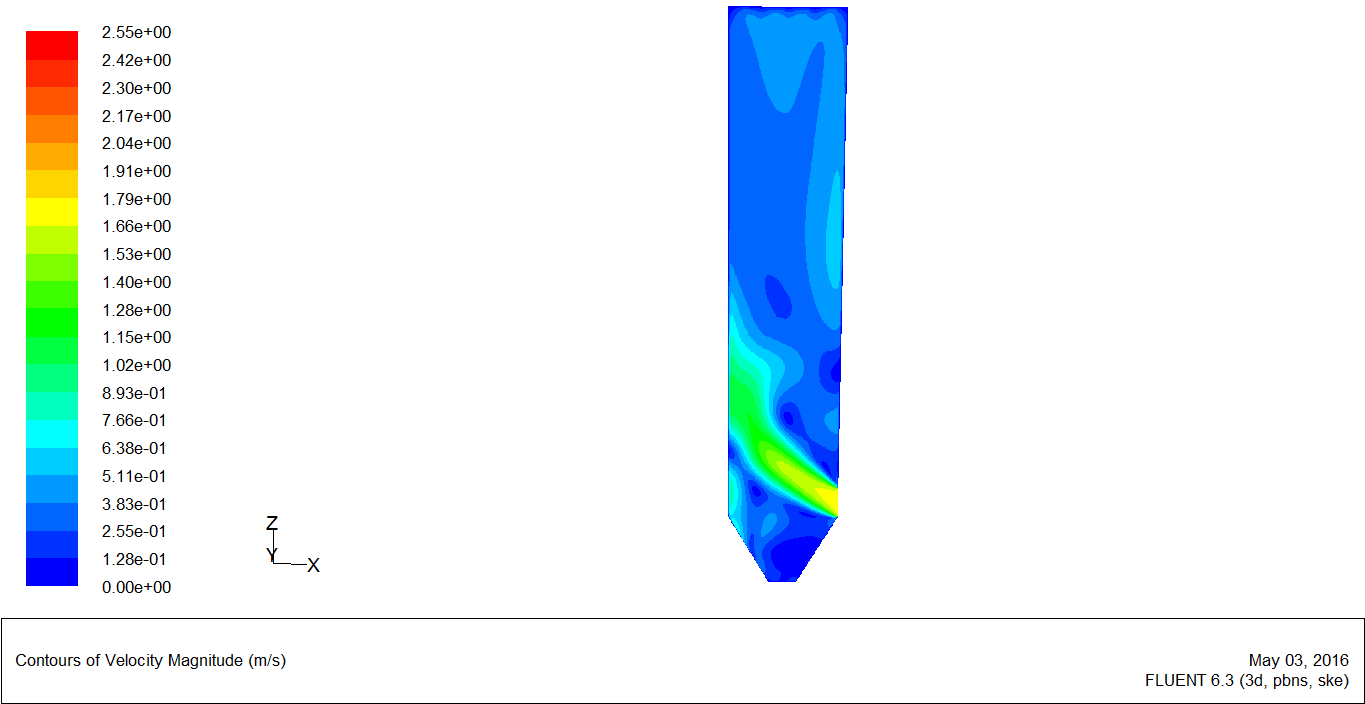 2.55e+00
2.42e+00
2.30e+00
2.17e+00
2.04e+00
1.91e+00
1.79e+00
1.66e+00
1.53e+00
1.40e+00
1.28e+00
1.15e+00
1.02e+00
8.93e-01
7.66e-01
6.38e-01
5.11e-01
3.83e-01
2.55e-01
1.28e-01
0.00e+00
Z
Y
X
Contours of Velocity Magnitude (m/s)
May 03, 2016
FLUENT 6.3 (3d, pbns, ske)